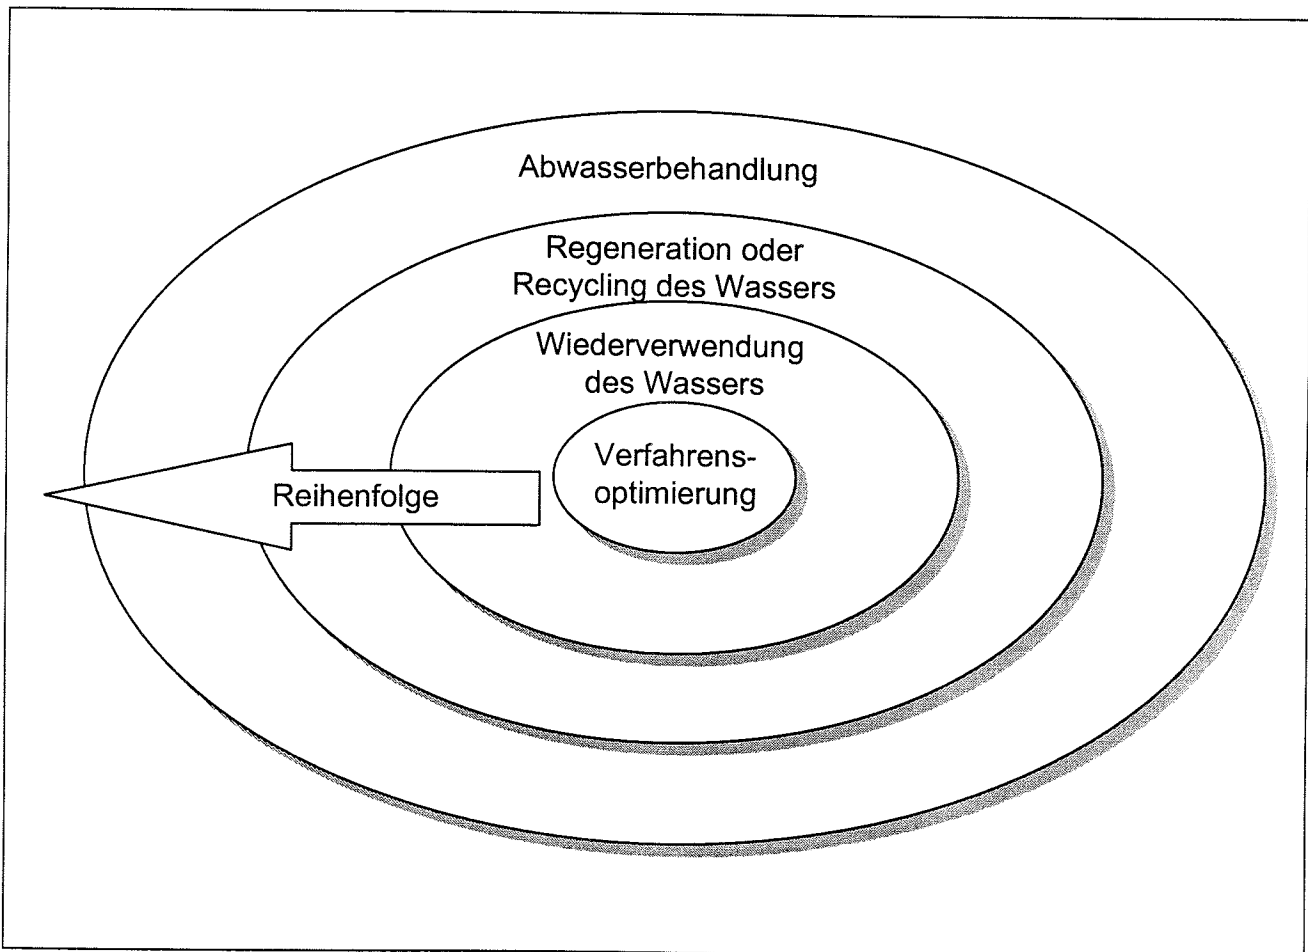 Abwasserbehandlung
Regeneration oder
Recycling des Wassers
Wiederverwendung
des Wassers
Verfahrens-
optimierung
Reihenfolge